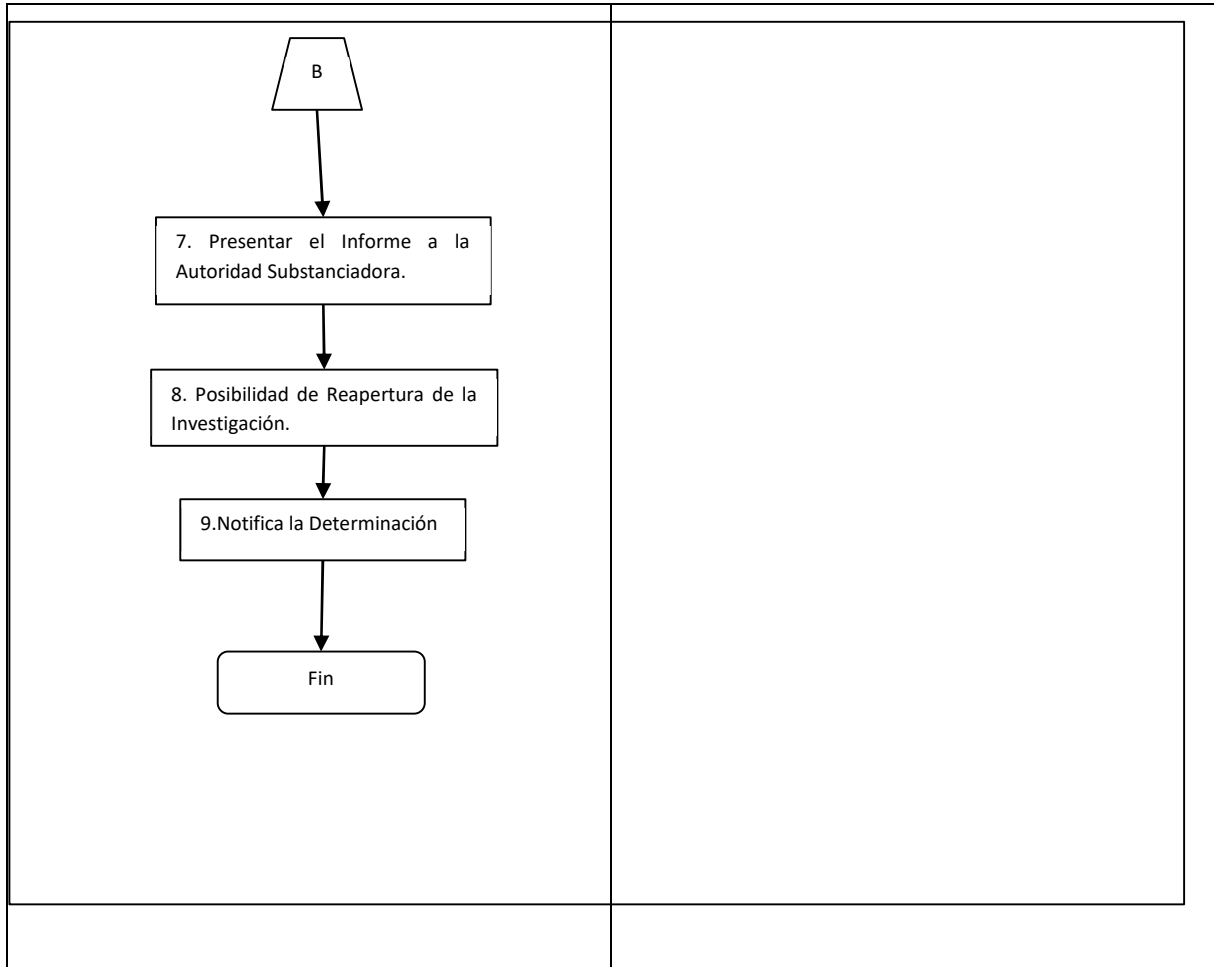 B
7. Presentar el Informe a la
Autoridad Substanciadora.
8. Posibilidad de Reapertura de la
Investigación.
9.Notifica la Determinación
Fin